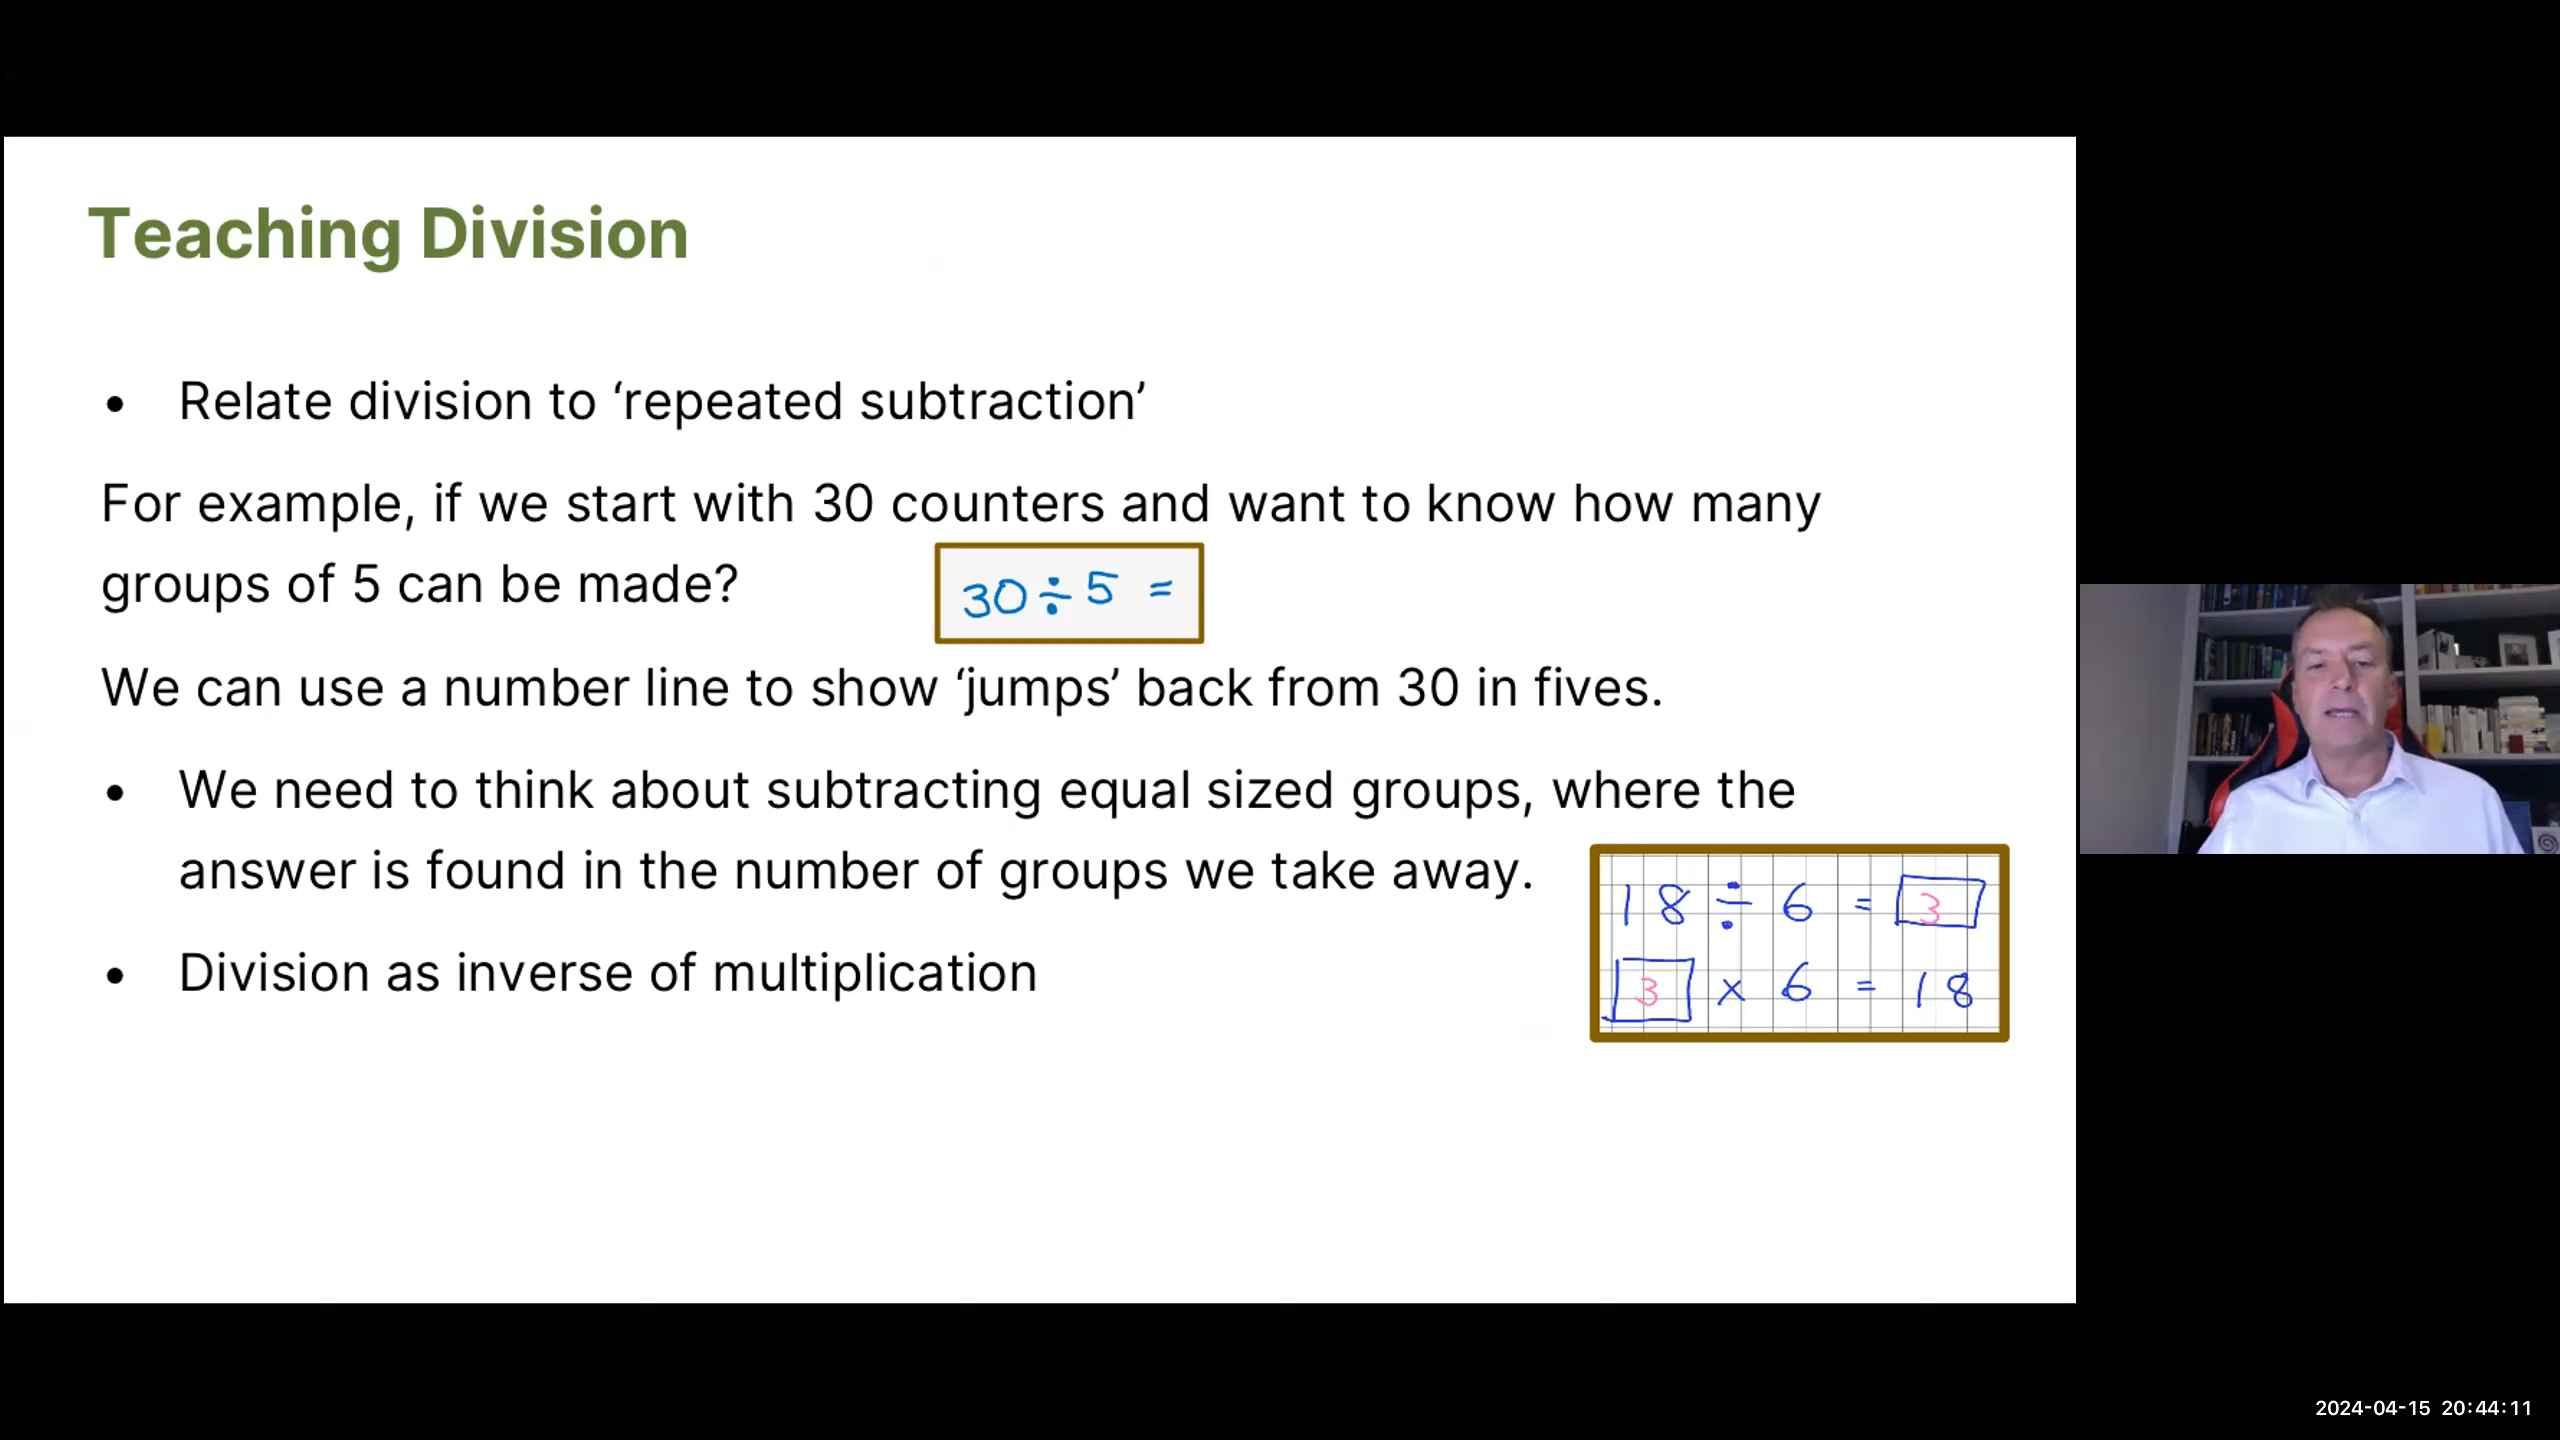 Teaching Division
• Relate division to ‘repeated subtraction’
For example, if we start with 30 counters and want to know how many
groups of 5 can be made?
30 ÷ 5 =
We can use a number line to show ‘jumps’ back from 30 in fives.
• We need to think about subtracting equal sized groups, where the
answer is found in the number of groups we take away.
18 ÷ 6 = 3
3 × 6 = 18
• Division as inverse of multiplication
2024-04-15 20:44:11